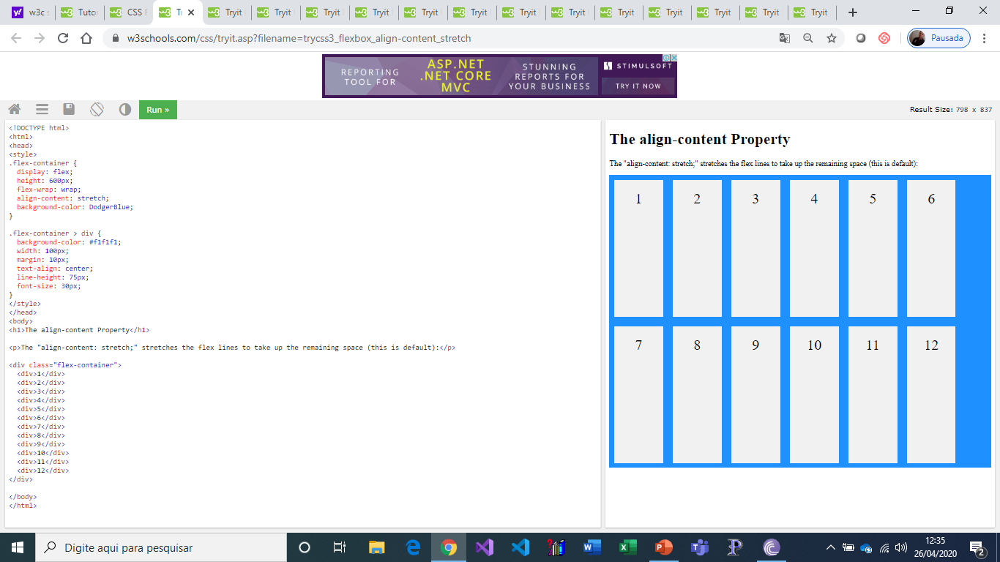 w3c s
Tutor
CSS F
Tr
Tryit
Tryit
Tryit
Tryit
Tryit
Tryit
Tryit
Tryit
Tryit
Tryit
Tryit
Tryit
Tryit
w3schools.com/css/tryit.asp?filename=trycss3_flexbox_align-content_stretch
Pausada
REPORTING TOOL FOR
ASP.NET
.NET CORE
MVC
STUNNING
REPORTS FOR
YOUR BUSINESS
STIMULSOFT
TRY IT NOW
Run »
Result Size: 798 x 837
<!DOCTYPE html>
<html>
<head>
<style>
.flex-container {
  display: flex;
  height: 600px;
  flex-wrap: wrap;
  align-content: stretch;
  background-color: DodgerBlue;
}
.flex-container > div {
  background-color: #f1f1f1;
  width: 100px;
  margin: 10px;
  text-align: center;
  line-height: 75px;
  font-size: 30px;
}
</style>
</head>
<body>
<h1>The align-content Property</h1>
<p>The "align-content: stretch;" stretches the flex lines to take up the remaining space (this is default):</p>
<div class="flex-container">
  <div>1</div>
  <div>2</div>
  <div>3</div>
  <div>4</div>
  <div>5</div>
  <div>6</div>
  <div>7</div>
  <div>8</div>
  <div>9</div>
  <div>10</div>
  <div>11</div>
  <div>12</div>
</div>
</body>
</html>
The align-content Property
The "align-content: stretch;" stretches the flex lines to take up the remaining space (this is default):
1 2 3 4 5 6
7 8 9 10 11 12
Digite aqui para pesquisar
12:35
26/04/2020
2